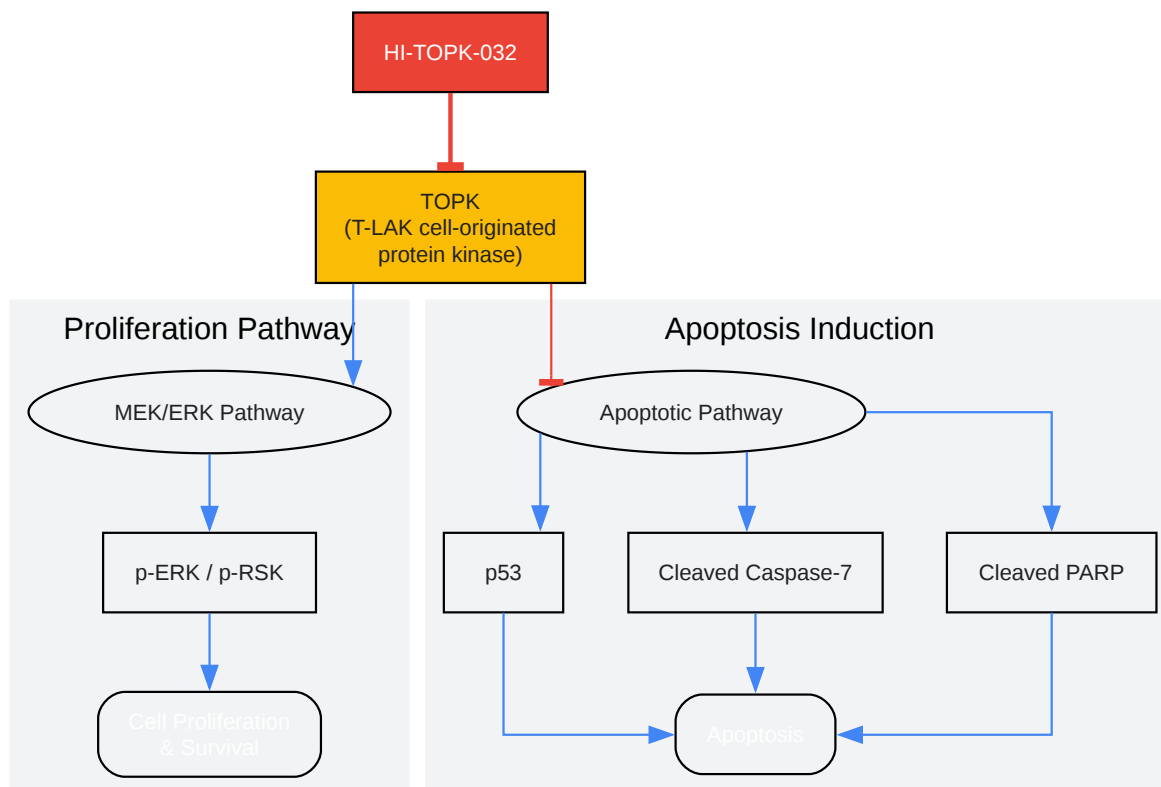 HI-TOPK-032
TOPK
(T-LAK cell-originated
protein kinase)
Proliferation Pathway
Apoptosis Induction
MEK/ERK Pathway
Apoptotic Pathway
p-ERK / p-RSK
p53
Cleaved Caspase-7
Cleaved PARP
Cell Proliferation
& Survival
Apoptosis